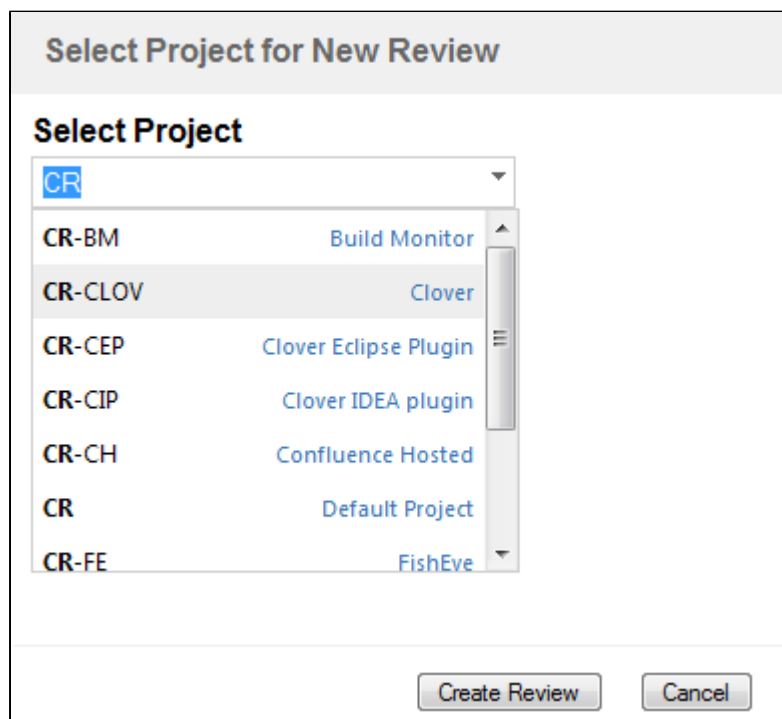 Select Project for New Review
Select Project
CR
CR-BM Build Monitor
CR-CLOV Clover
CR-CEP Clover Eclipse Plugin
CR-CIP Clover IDEA plugin
CR-CH Confluence Hosted
CR Default Project
CR-FE FishEye
Create Review Cancel